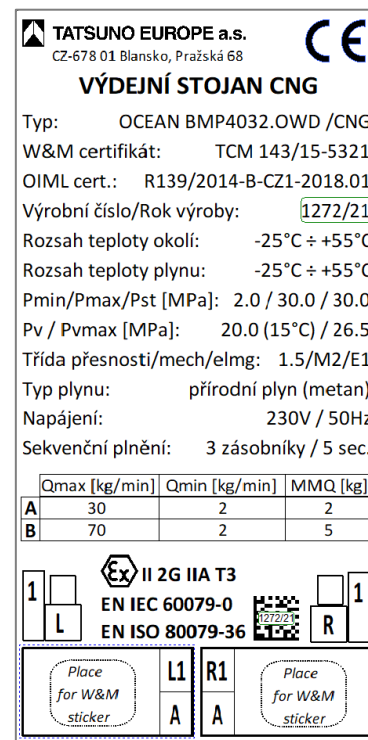 TATSUNO EUROPE a.s.
CZ-678 01 Blansko, Pražská 68
CE
VÝDEJNÍ STOJAN CNG
Typ: OCEAN BMP4032.OWD /CNG
W&M certifikát: TCM 143/15-5321
OIML cert.: R139/2014-B-CZ1-2018.01
Výrobní číslo/Rok výroby: 1272/21
Rozsah teploty okolí: -25°C ÷ +55°C
Rozsah teploty plynu: -25°C ÷ +55°C
Pmin/Pmax/Pst [MPa]: 2.0 / 30.0 / 30.0
Pv / Pvmax [MPa]: 20.0 (15°C) / 26.5
Třída přesnosti/mech/elmg: 1.5/M2/E1
Typ plynu: přírodní plyn (metan)
Napájení: 230V / 50Hz
Sekvenční plnění: 3 zásobníky / 5 sec.
Qmax [kg/min] Qmin [kg/min] MMQ [kg]
A 30 2 2
B 70 2 5
Ex II 2G IIA T3
EN IEC 60079-0
EN ISO 80079-36
1 L
1272/21
R 1
Place
for W&M
sticker
L1
A
R1
A
Place
for W&M
sticker